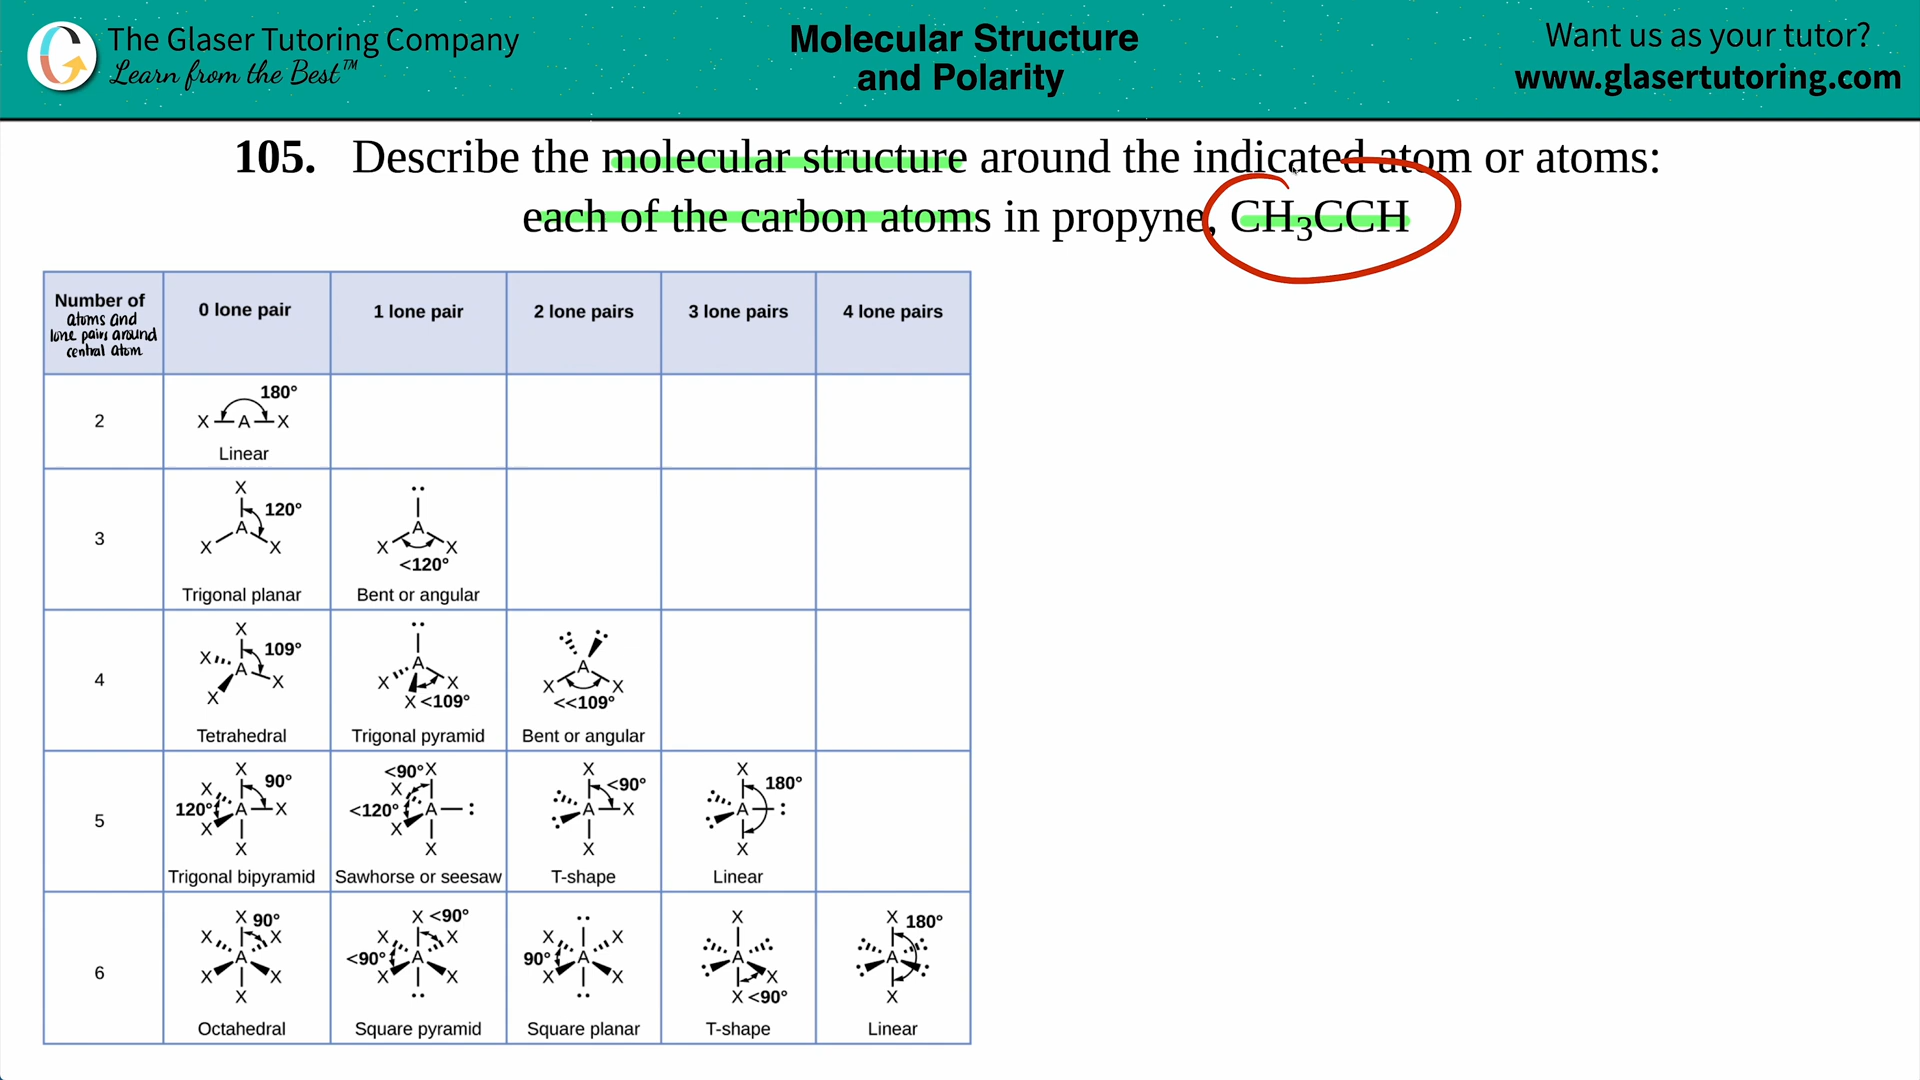 The Glaser Tutoring Company
Learn from the Best™
Molecular Structure
and Polarity
Want us as your tutor?
www.glasertutoring.com
105. Describe the molecular structure around the indicated atom or atoms:
each of the carbon atoms in propyne, CH₃CCH
Number of
atoms and
lone pairs around
central atom
0 lone pair
1 lone pair
2 lone pairs
3 lone pairs
4 lone pairs
2
180°
X A X
Linear
3
X
120°
A
X X
Trigonal planar
:
A
X X
<120°
Bent or angular
4
X
109°
X A
X
X
Tetrahedral
:
A
X X
X <109°
Trigonal pyramid
: :
A
X X
<<109°
Bent or angular
5
X
90°
X
120° A X
X
X
Trigonal bipyramid
<90° X
X
<120° A :
X
X
Sawhorse or seesaw
X
<90°
: A X
:
X
T-shape
X
180°
: A :
:
X
Linear
6
X 90°
X X
A
X X
X
Octahedral
X <90°
X X
<90° A
X X
:
Square pyramid
:
X X
90° A
X X
:
Square planar
X
: :
A
: X
X <90°
T-shape
X 180°
: :
A
: :
X
Linear